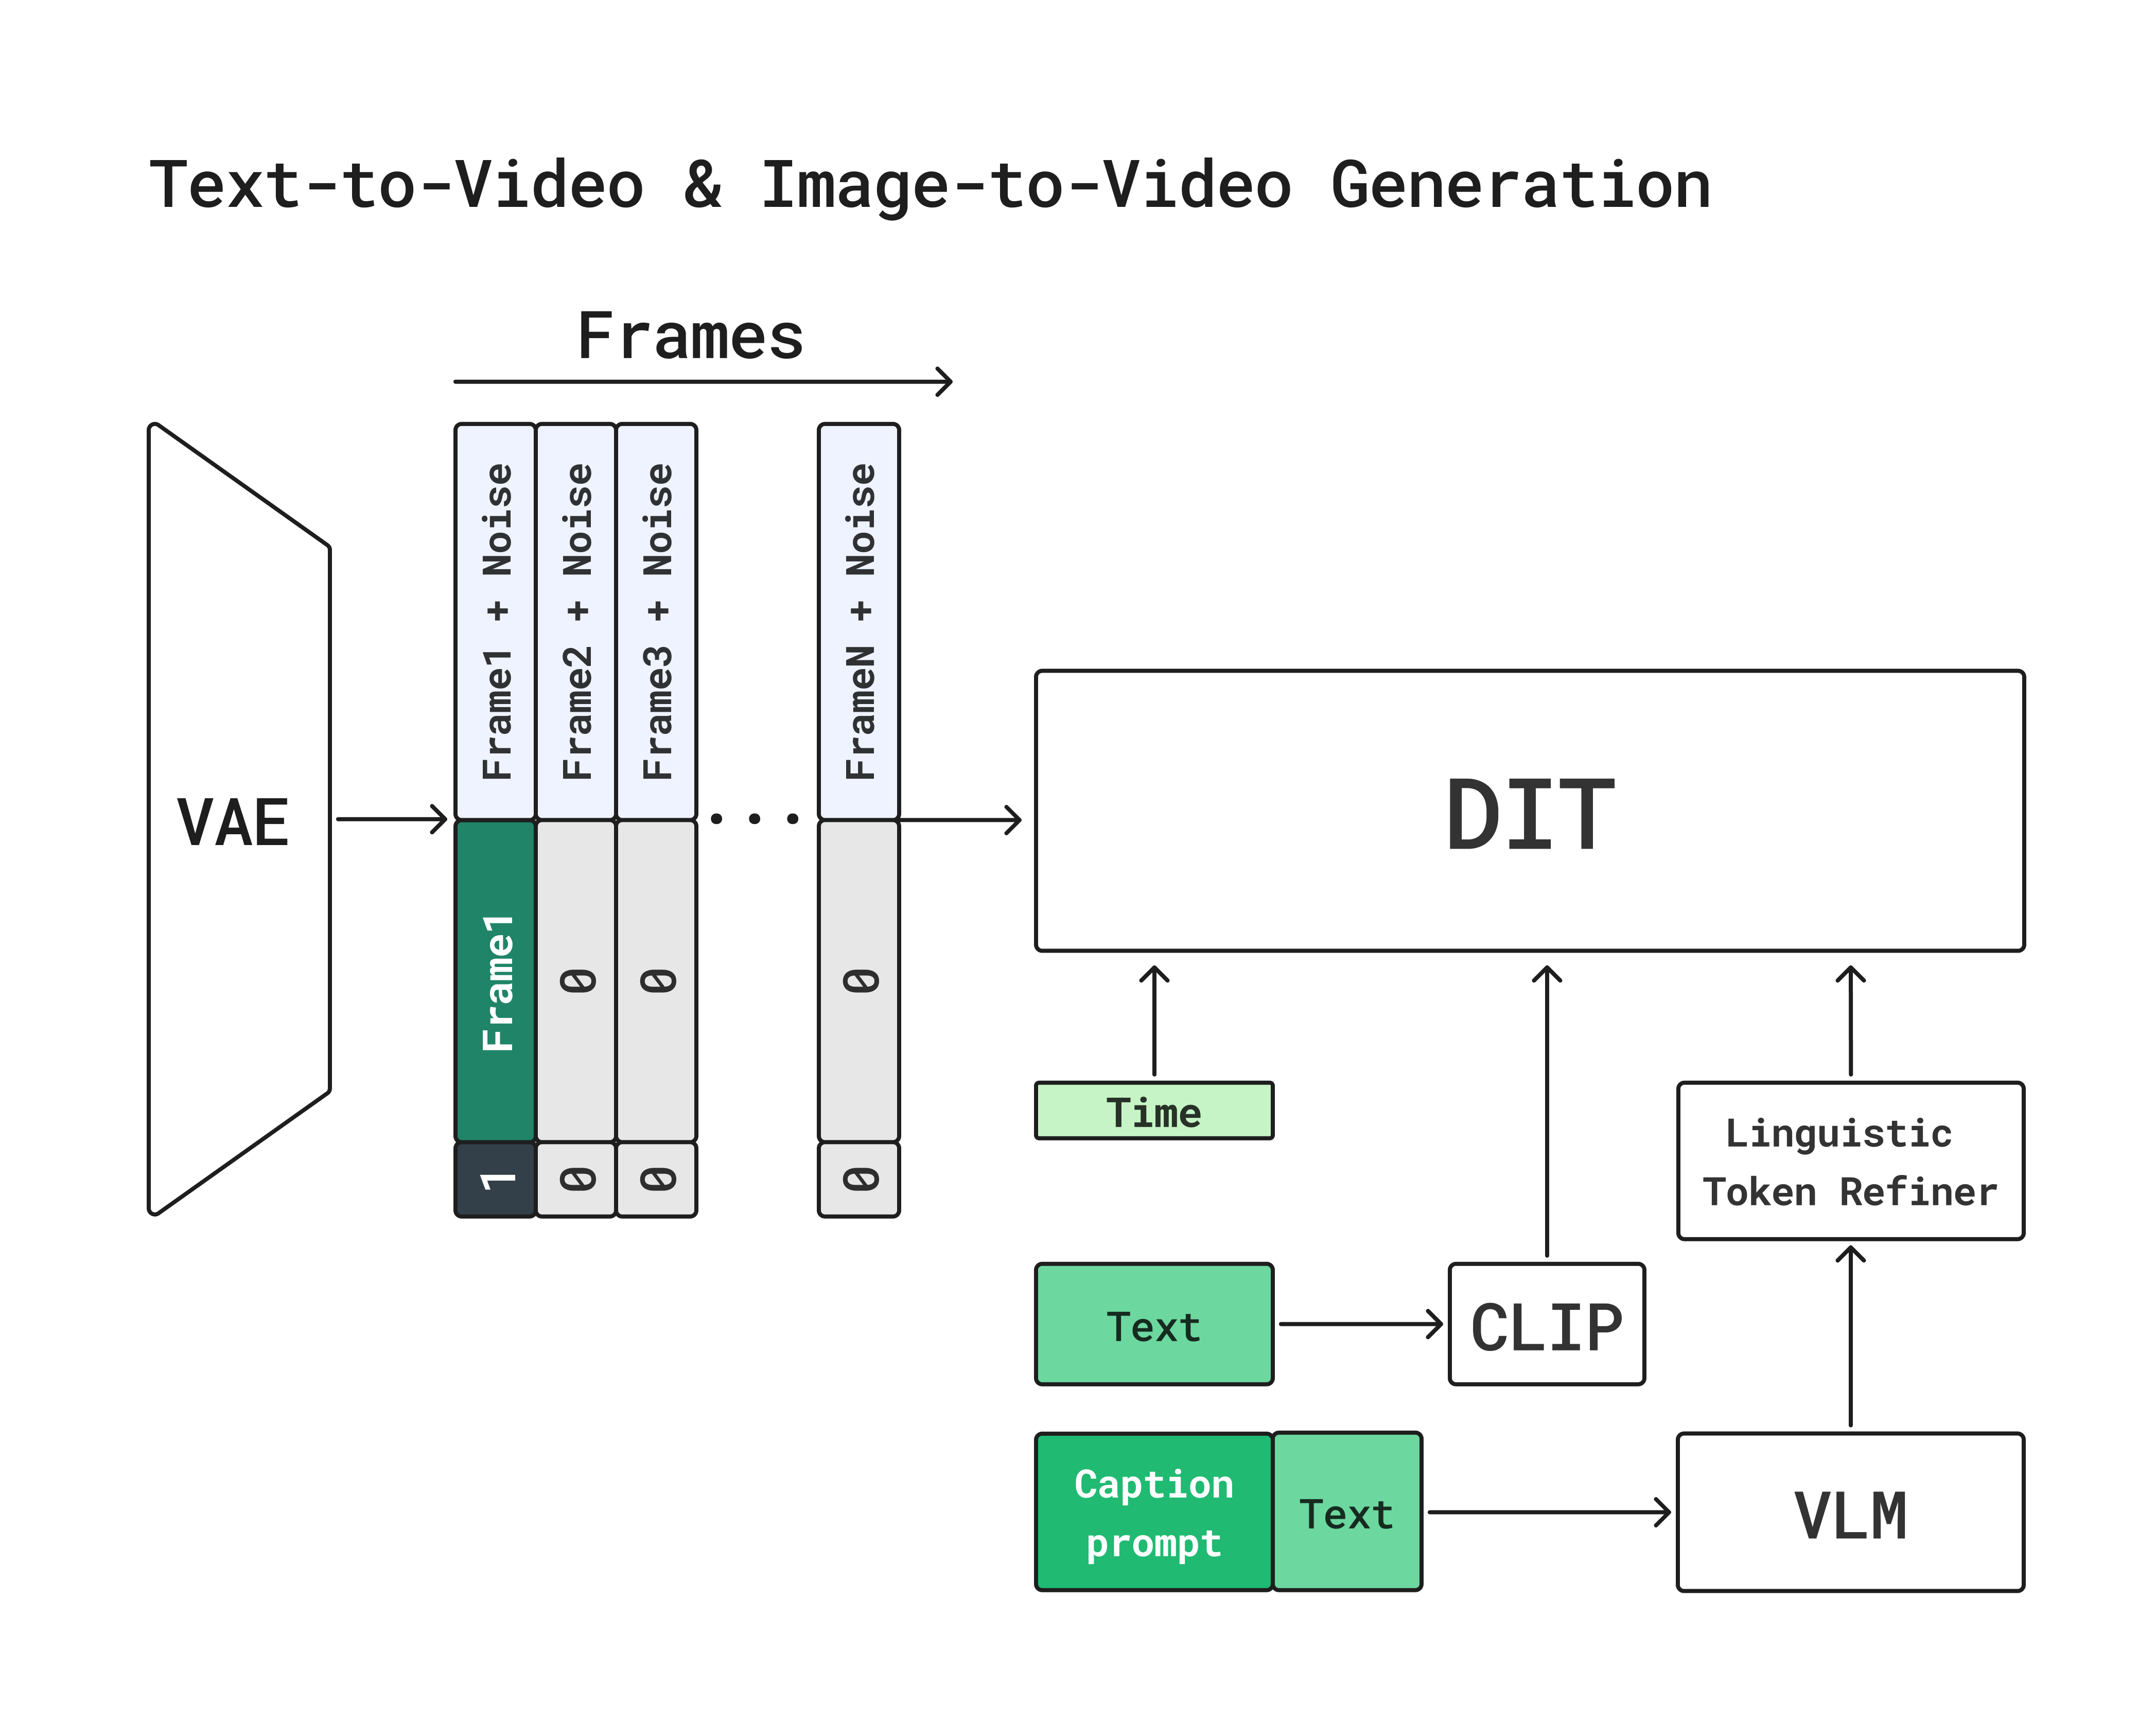 Text-to-Video & Image-to-Video Generation
Frames
VAE
Frame1 + Noise
Frame2 + Noise
Frame3 + Noise
...
FrameN + Noise
Frame1
0
0
0
1
0
0
0
DIT
Time
Linguistic
Token Refiner
Text
CLIP
Caption
prompt
Text
VLM